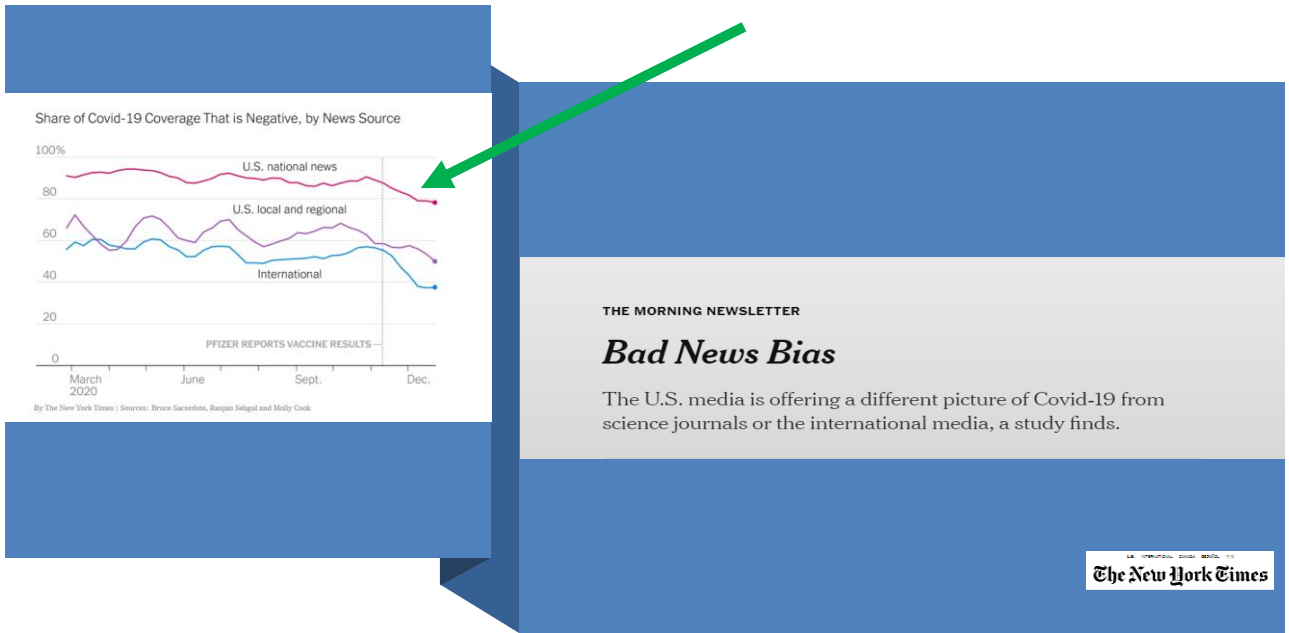 Share of Covid-19 Coverage That is Negative, by News Source
100%
U.S. national news
80
U.S. local and regional
60
40
International
20
PFIZER REPORTS VACCINE RESULTS
0
March
2020
June
Sept.
Dec.
By The New York Times | Sources: Bruce Sacerdote, Ranjan Sehgal and Molly Cook
THE MORNING NEWSLETTER
Bad News Bias
The U.S. media is offering a different picture of Covid-19 from
science journals or the international media, a study finds.
The New York Times